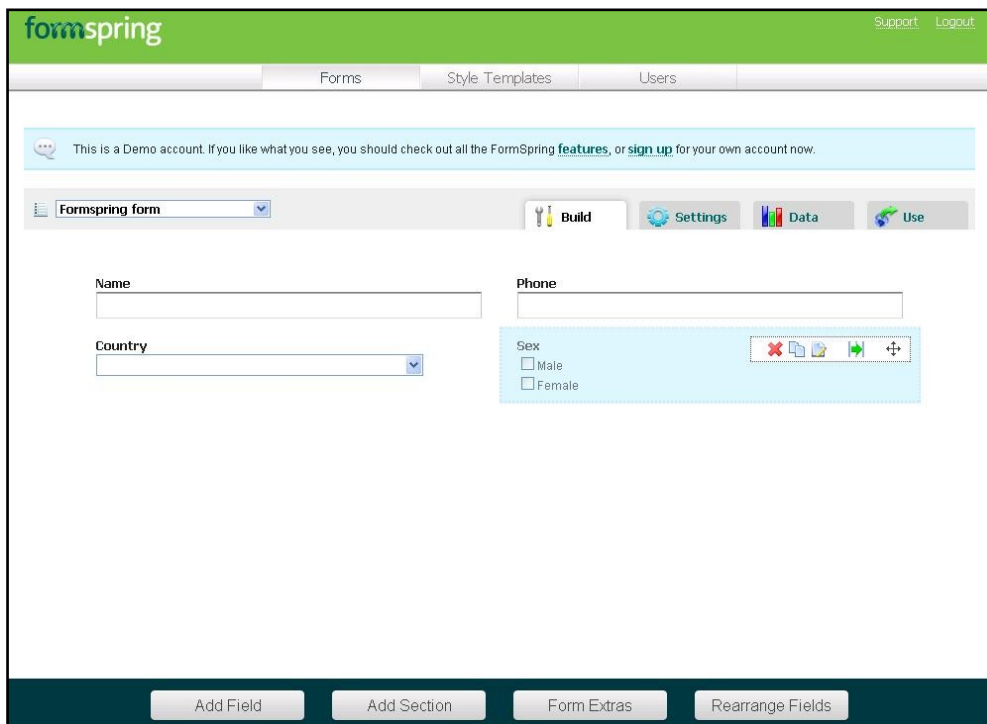 formspring
Support Logout
Forms Style Templates Users
This is a Demo account. If you like what you see, you should check out all the FormSpring features, or sign up for your own account now.
Formspring form
Build Settings Data Use
Name
Phone
Country
Sex
Male
Female
Add Field Add Section Form Extras Rearrange Fields